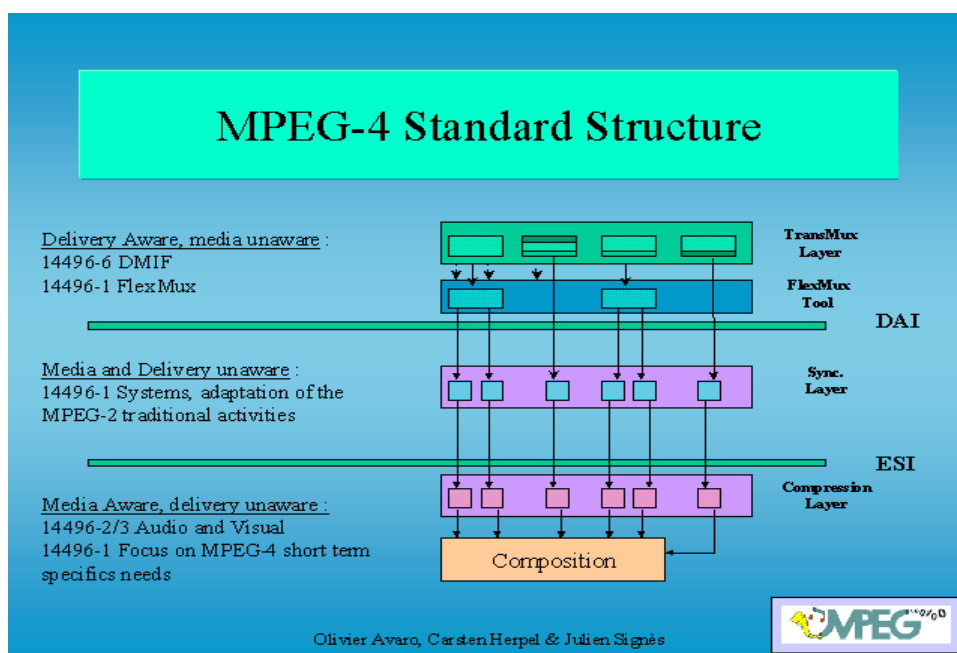 MPEG-4 Standard Structure
Delivery Aware, media unaware :
14496-6 DMIF
14496-1 FlexMux
TransMux
Layer
FlexMux
Tool
DAI
Media and Delivery unaware :
14496-1 Systems, adaptation of the
MPEG-2 traditional activities
Sync.
Layer
ESI
Media Aware, delivery unaware :
14496-2/3 Audio and Visual
14496-1 Focus on MPEG-4 short term
specifics needs
Compression
Layer
Composition
Olivier Avaro, Carsten Herpel & Julien Signès
MPEG